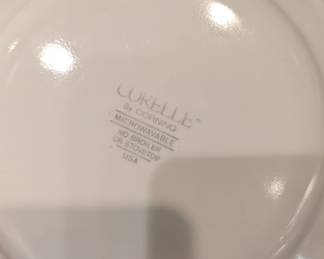 CORELLE®
BY CORNING
MICROWAVABLE
NO BROILER
OR STOVETOP
USA